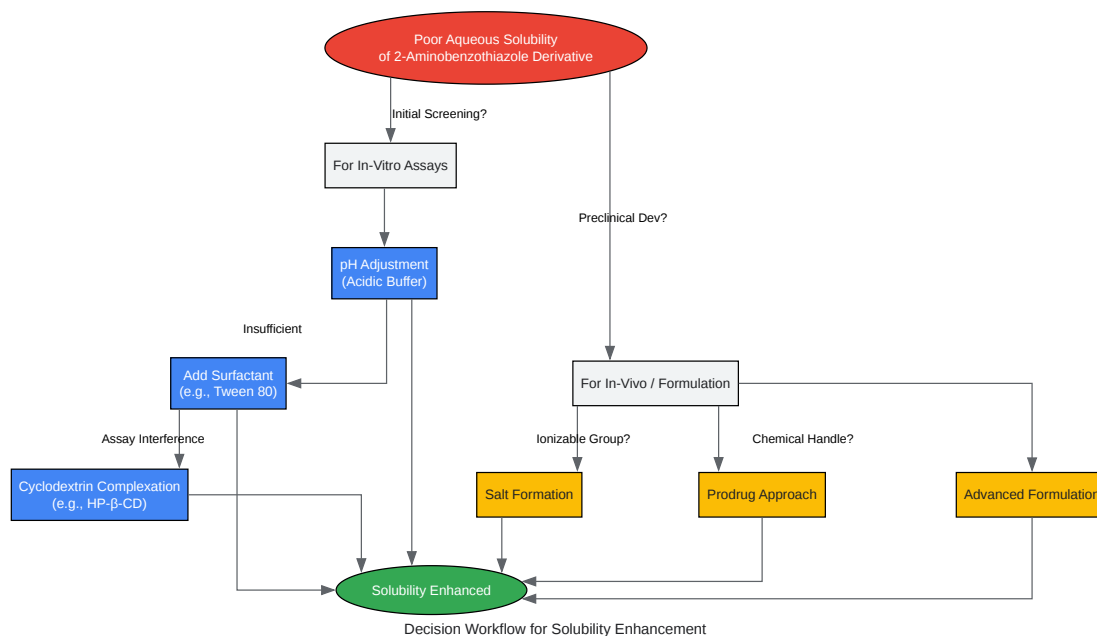 Poor Aqueous Solubility
of 2-Aminobenzothiazole Derivative
Initial Screening?
For In-Vitro Assays
Preclinical Dev?
pH Adjustment
(Acidic Buffer)
Insufficient
Add Surfactant
(e.g., Tween 80)
For In-Vivo / Formulation
Assay Interference
Ionizable Group?
Chemical Handle?
Cyclodextrin Complexation
(e.g., HP-β-CD)
Salt Formation
Prodrug Approach
Advanced Formulation
Solubility Enhanced
Decision Workflow for Solubility Enhancement